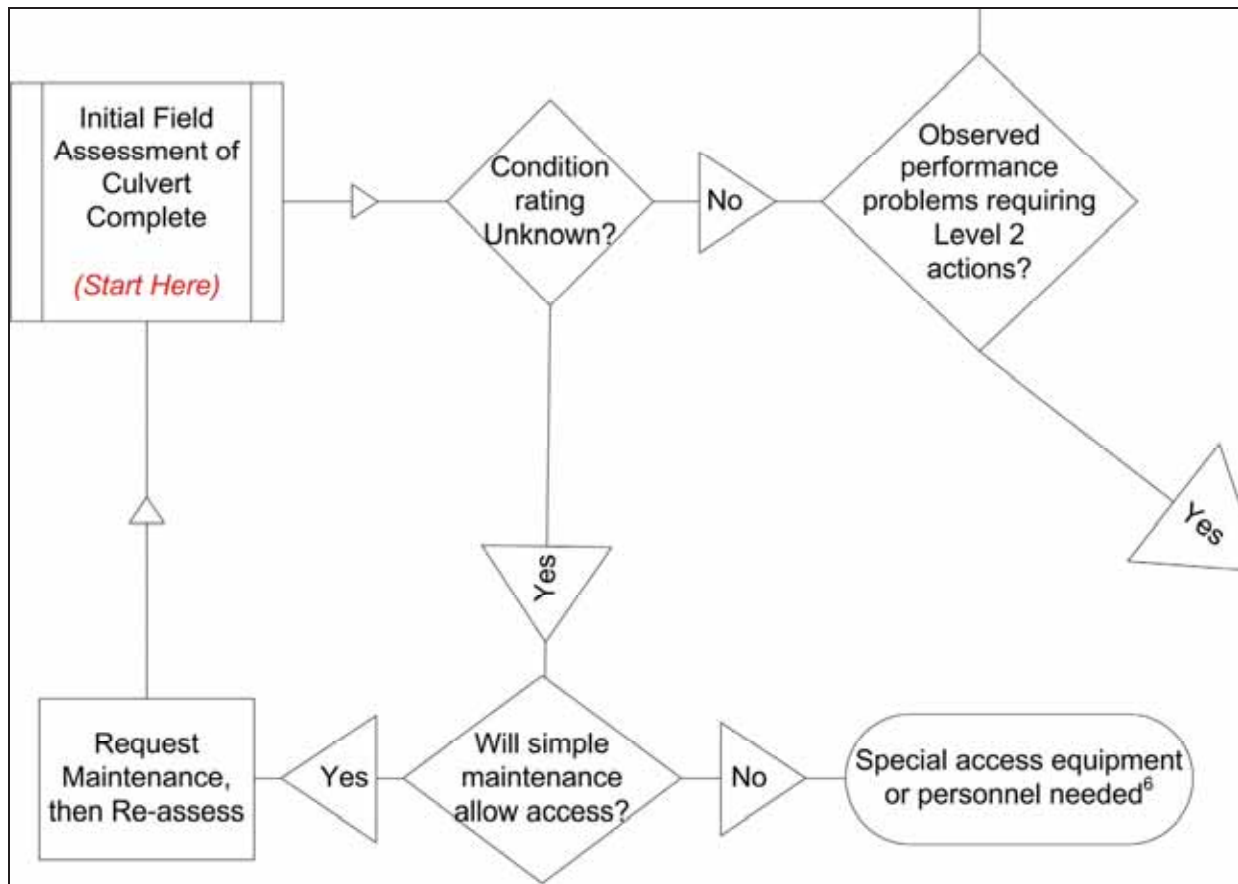 Initial Field
Assessment of
Culvert
Complete
(Start Here)
Condition
rating
Unknown?
No
Observed
performance
problems requiring
Level 2
actions?
Yes
Yes
Request
Maintenance,
then Re-assess
Yes
Will simple
maintenance
allow access?
No
Special access equipment
or personnel needed⁶